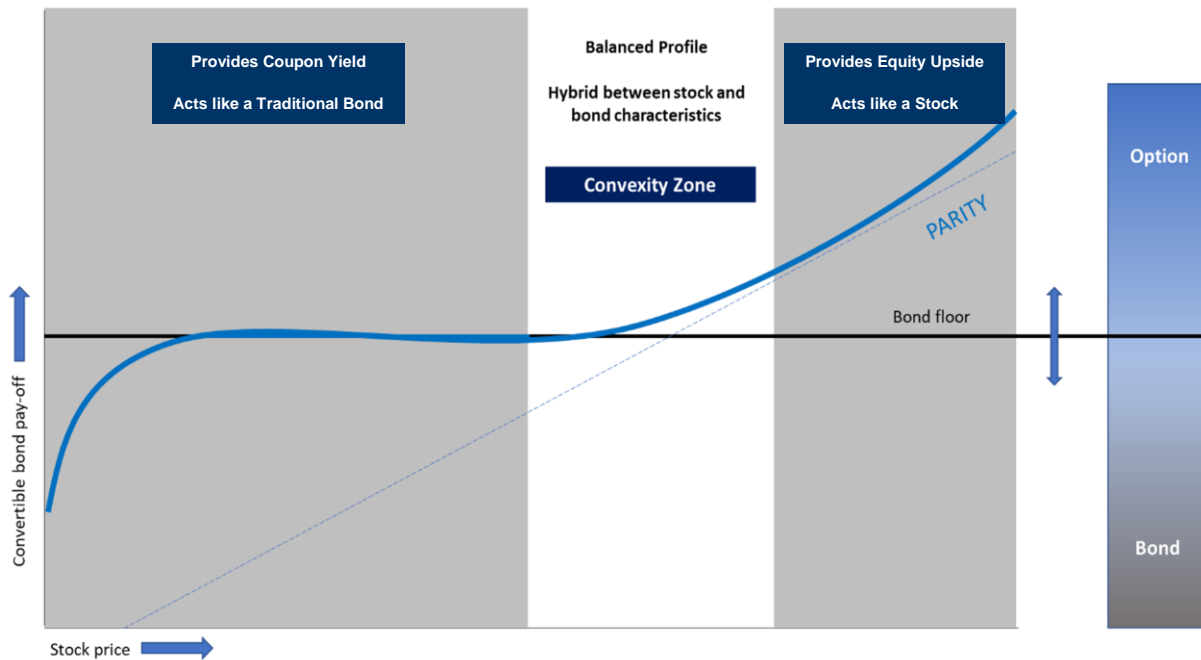 Provides Coupon Yield
Acts like a Traditional Bond
Balanced Profile
Hybrid between stock and
bond characteristics
Convexity Zone
Provides Equity Upside
Acts like a Stock
Option
PARITY
Bond floor
Convertible bond pay-off
Bond
Stock price